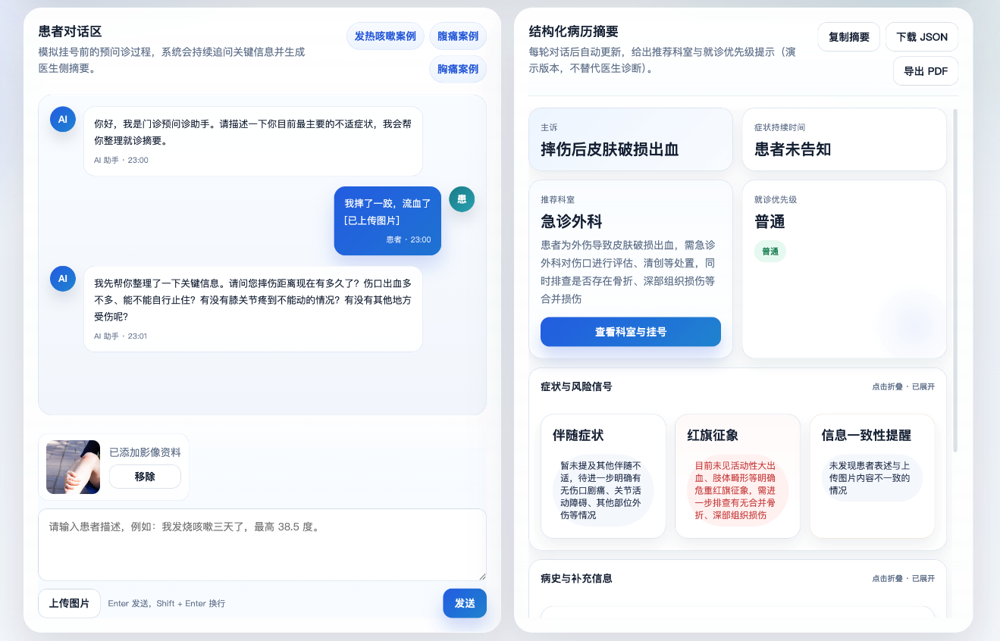 患者对话区
模拟挂号前的预问诊过程，系统会持续追问关键信息并生成
医生侧摘要。
发热咳嗽案例
腹痛案例
胸痛案例
AI
你好，我是门诊预问诊助手。请描述一下你目前最主要的不适症状，我会帮
你整理就诊摘要。
AI 助手 · 23:00
我摔了一跤，流血了
[已上传图片]
患者 · 23:00
患
AI
我先帮你整理了一下关键信息。请问您摔伤距离现在有多久了？伤口出血多
不多、能不能自行止住？有没有膝关节疼到不能动的情况？有没有其他地方
受伤呢？
AI 助手 · 23:01
已添加影像资料
移除
请输入患者描述，例如：我发烧咳嗽三天了，最高 38.5 度。
上传图片
Enter 发送，Shift + Enter 换行
发送
结构化病历摘要
每轮对话后自动更新，给出推荐科室与就诊优先级提示（演
示版本，不替代医生诊断）。
复制摘要
下载 JSON
导出 PDF
主诉
摔伤后皮肤破损出血
症状持续时间
患者未告知
推荐科室
急诊外科
患者为外伤导致皮肤破损出血，需急诊
外科对伤口进行评估、清创等处置，同
时排查是否存在骨折、深部组织损伤等
合并损伤
查看科室与挂号
就诊优先级
普通
普通
症状与风险信号
点击折叠 · 已展开
伴随症状
暂未提及其他伴随不
适，待进一步明确有
无伤口剧痛、关节活
动障碍、其他部位外
伤等情况
红旗征象
目前未见活动性大出
血、肢体畸形等明确
危重红旗征象，需进
一步排查有无合并骨
折、深部组织损伤
信息一致性提醒
未发现患者表述与上
传图片内容不一致的
情况
病史与补充信息
点击折叠 · 已展开